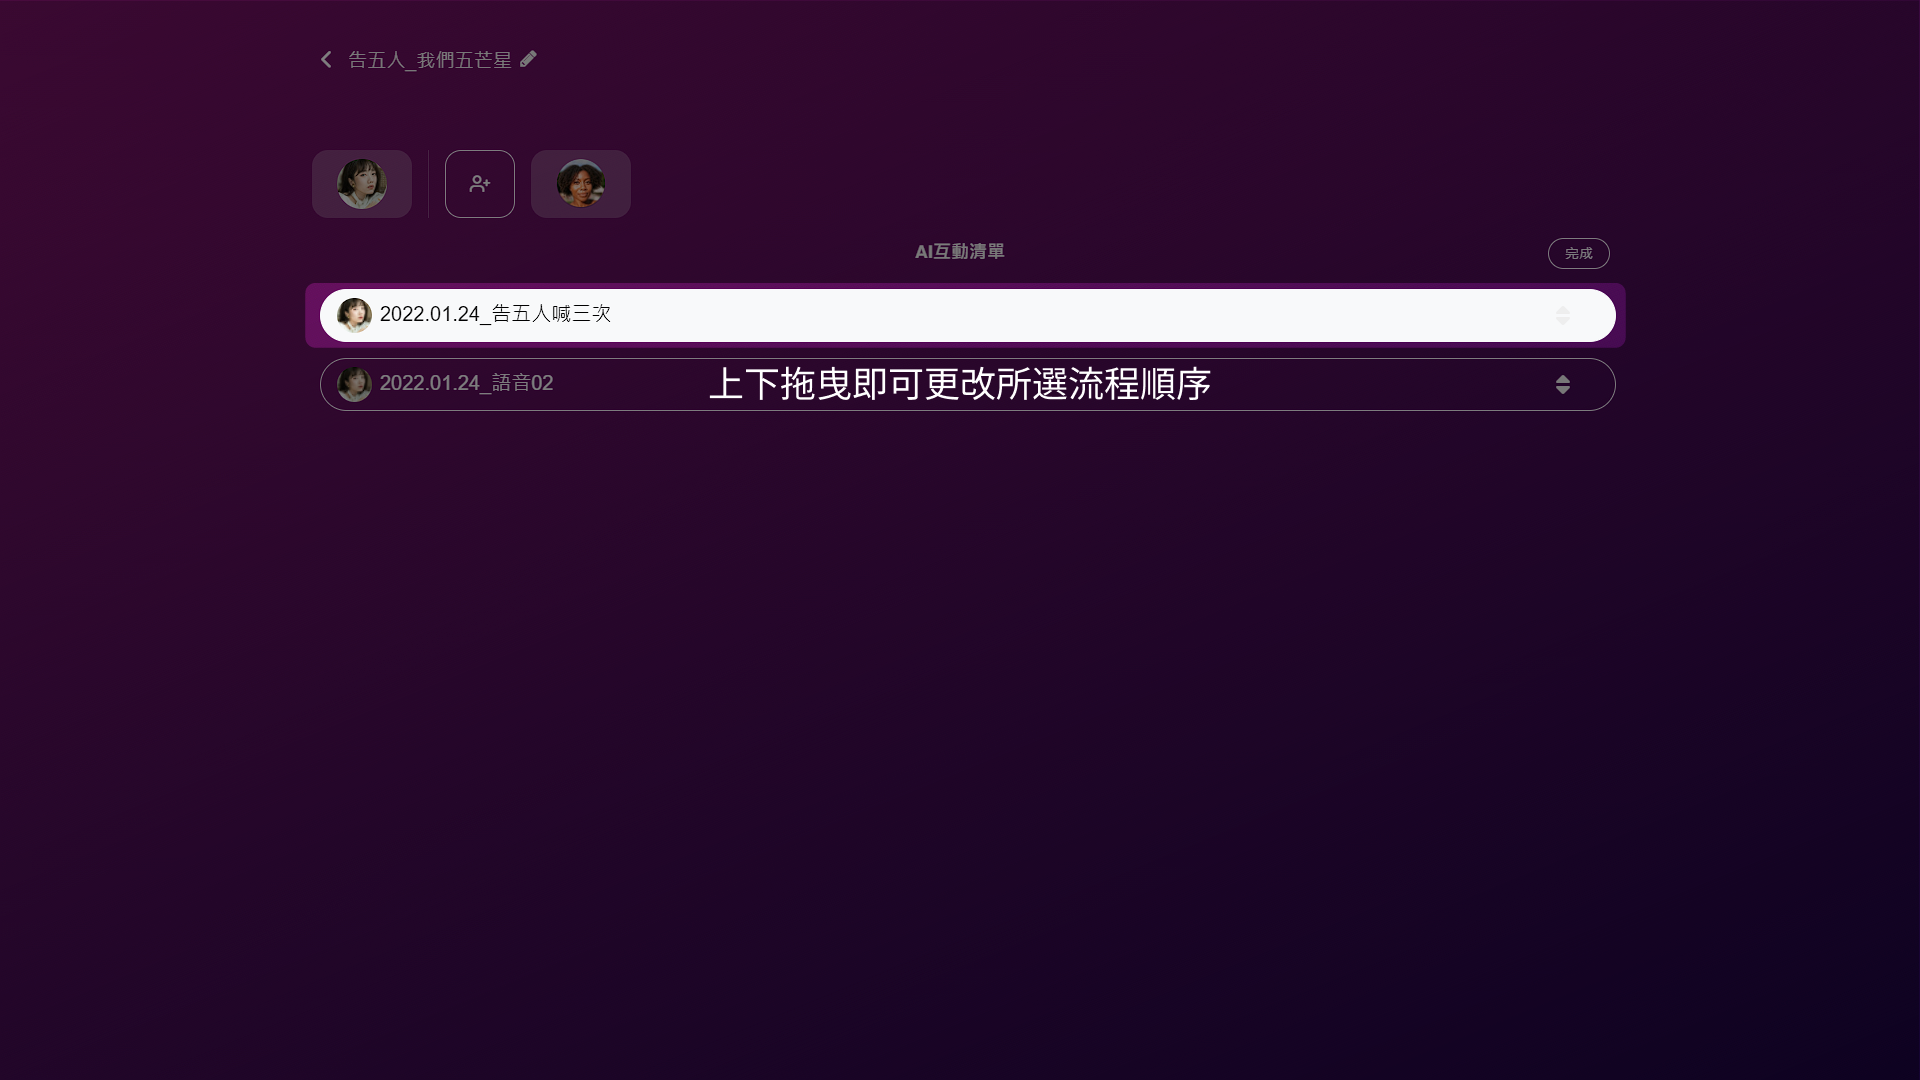 告五人_我們五芒星
AI互動清單
完成
2022.01.24_告五人喊三次
2022.01.24_語音02
上下拖曳即可更改所選流程順序